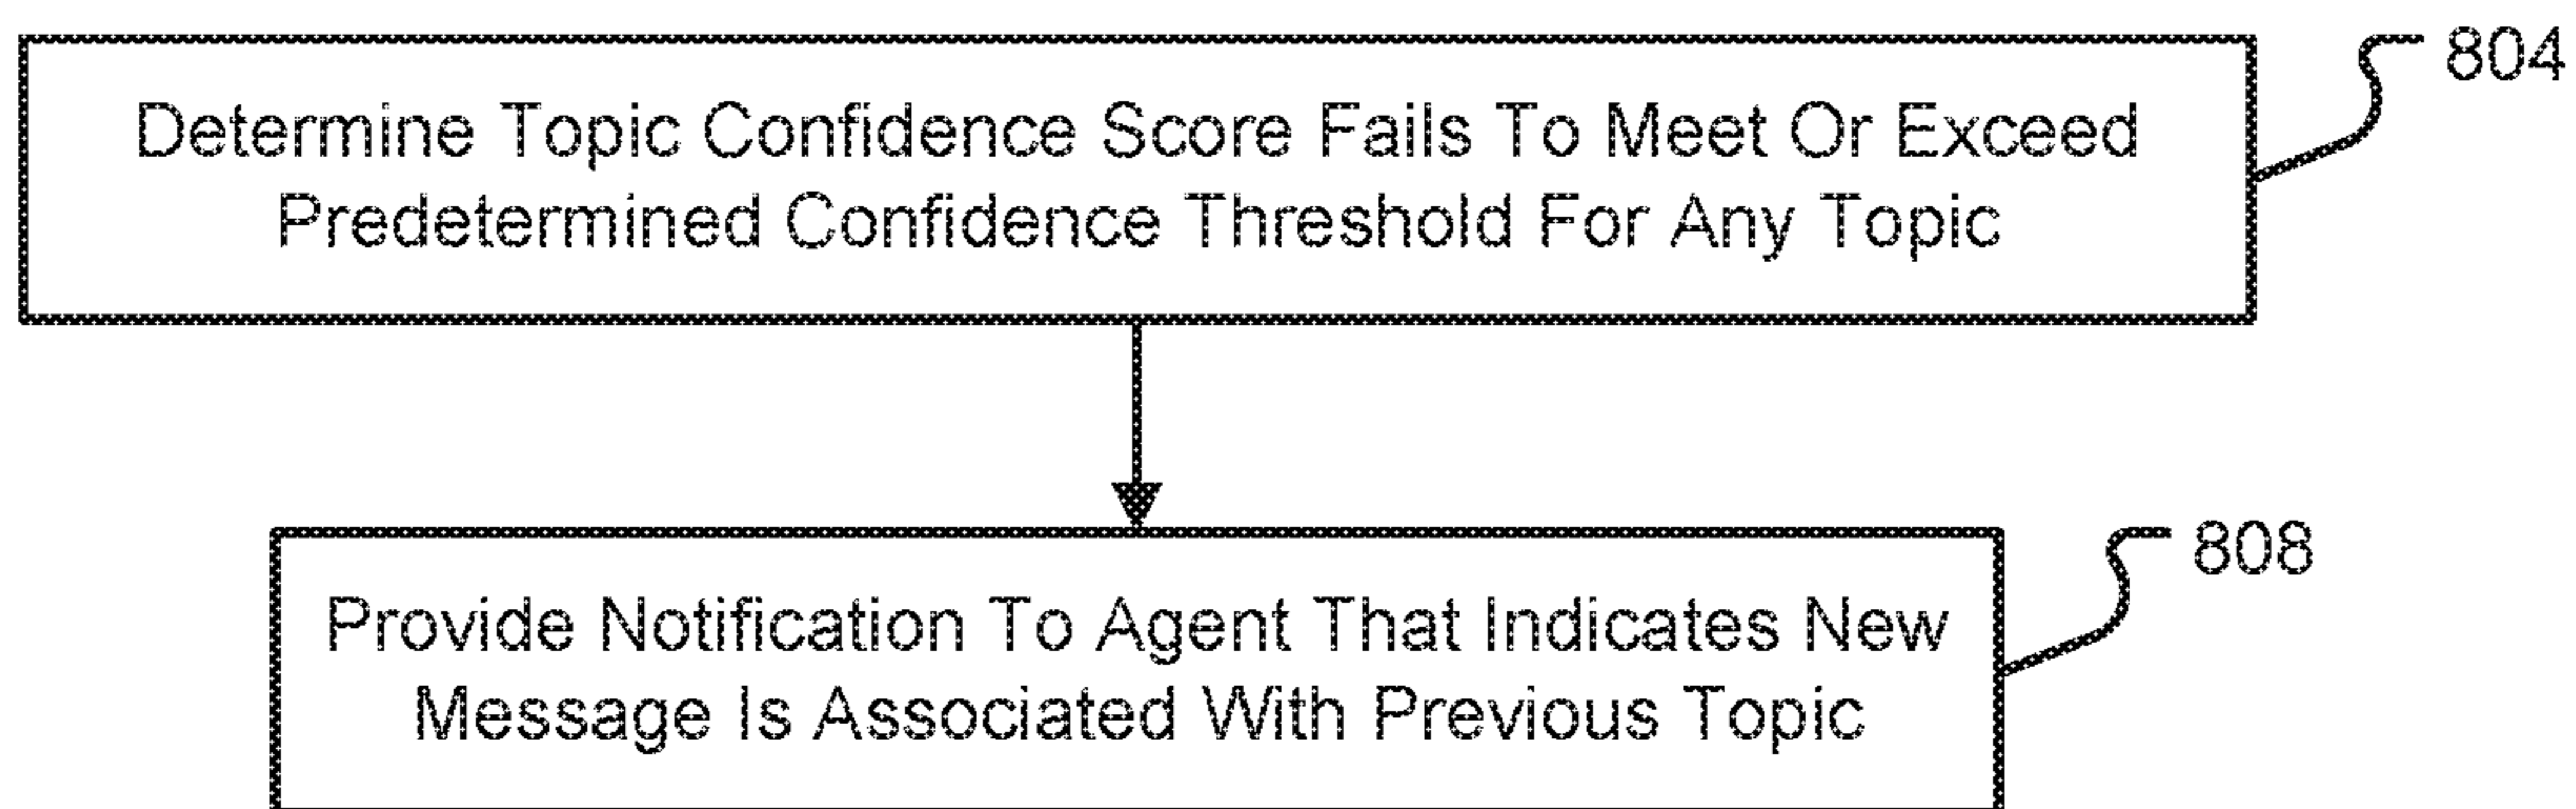 804
Determine Topic Confidence Score Fails To Meet Or Exceed
Predetermined Confidence Threshold For Any Topic
808
Provide Notification To Agent That Indicates New
Message Is Associated With Previous Topic